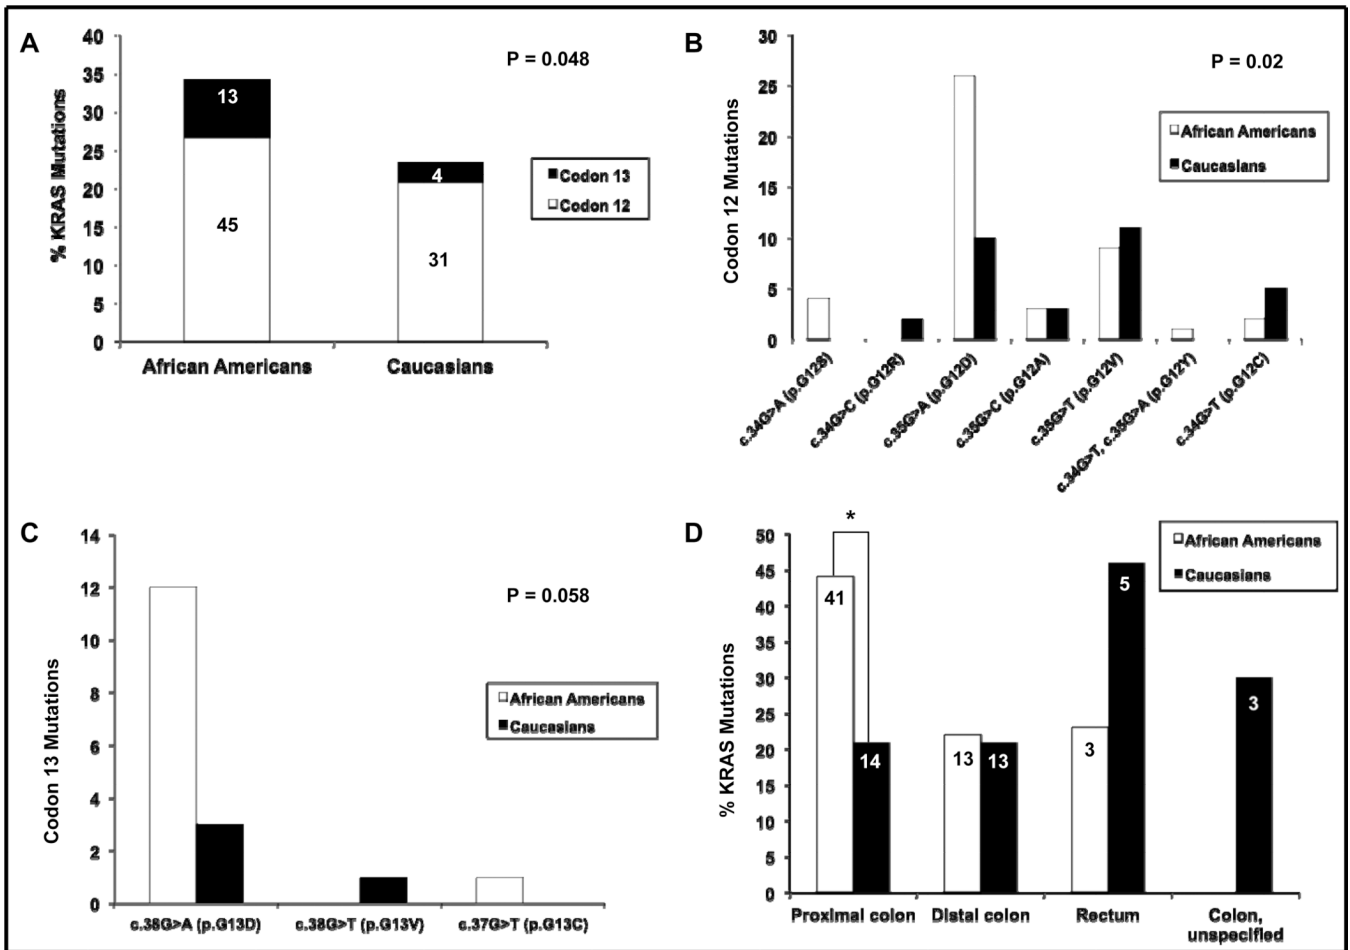 A
P = 0.048
% KRAS Mutations
40
35
30
25
20
15
10
5
0
13
45
4
31
Codon 13
Codon 12
African Americans
Caucasians
B
P = 0.02
Codon 12 Mutations
30
25
20
15
10
5
0
African Americans
Caucasians
c.34G>A (p.G12S)
c.34G>C (p.G12R)
c.35G>A (p.G12D)
c.35G>C (p.G12A)
c.35G>T (p.G12V)
c.34G>T, c.35G>A (p.G12Y)
c.34G>T (p.G12C)
C
P = 0.058
Codon 13 Mutations
14
12
10
8
6
4
2
0
African Americans
Caucasians
c.38G>A (p.G13D)
c.38G>T (p.G13V)
c.37G>T (p.G13C)
D
*
% KRAS Mutations
50
45
40
35
30
25
20
15
10
5
0
41
14
13
13
3
5
3
African Americans
Caucasians
Proximal colon
Distal colon
Rectum
Colon,
unspecified